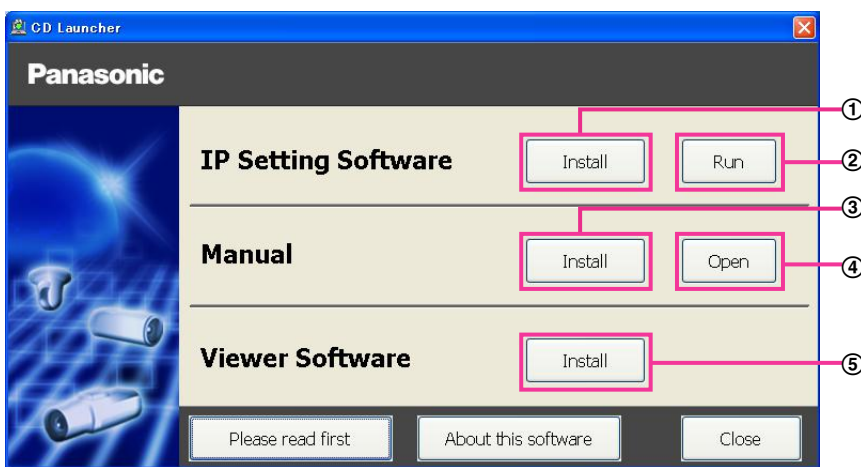 CD Launcher
Panasonic
①
IP Setting Software Install Run ②
③
Manual Install Open ④
Viewer Software Install ⑤
Please read first About this software Close